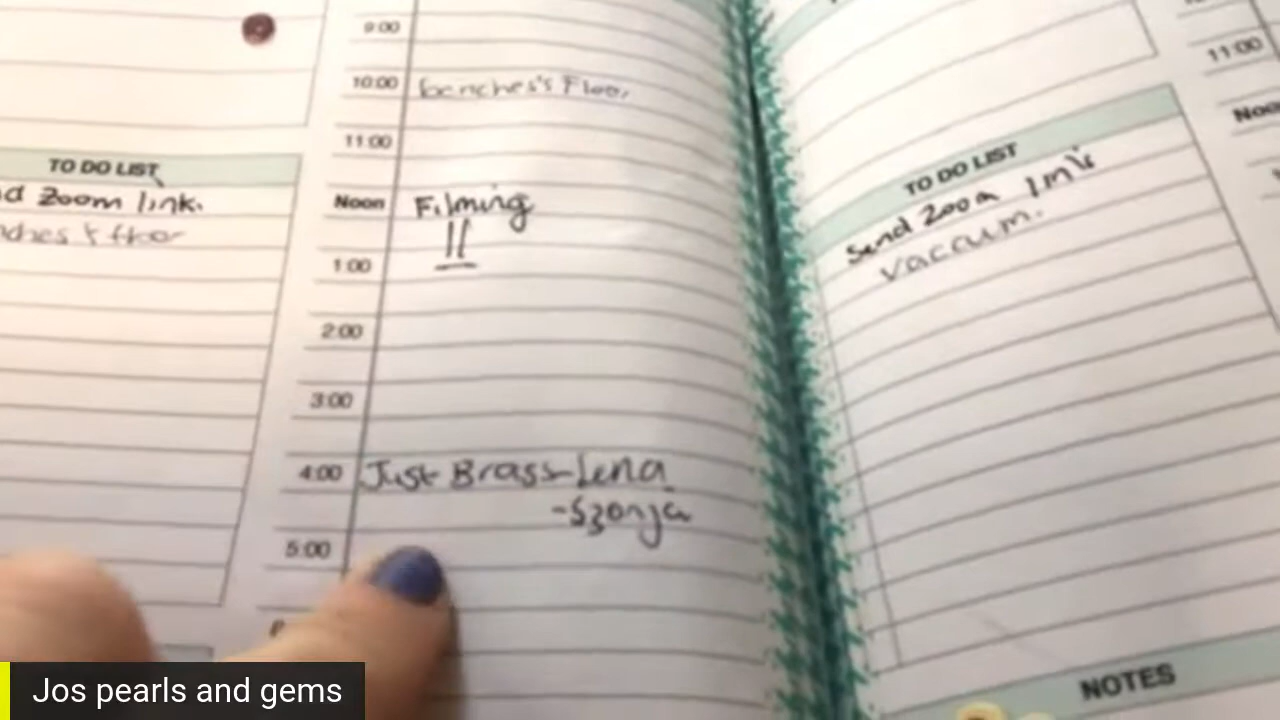 9:00
10:00 benches's Floor
11:00
TO DO LIST
Zoom link.
Noon Filming
!!
1:00
2:00
3:00
4:00 Just Brass-Lena
-Szonja
5:00
11:00
TO DO LIST
Send Zoom 1m's
vaccum.
NOTES
Jos pearls and gems